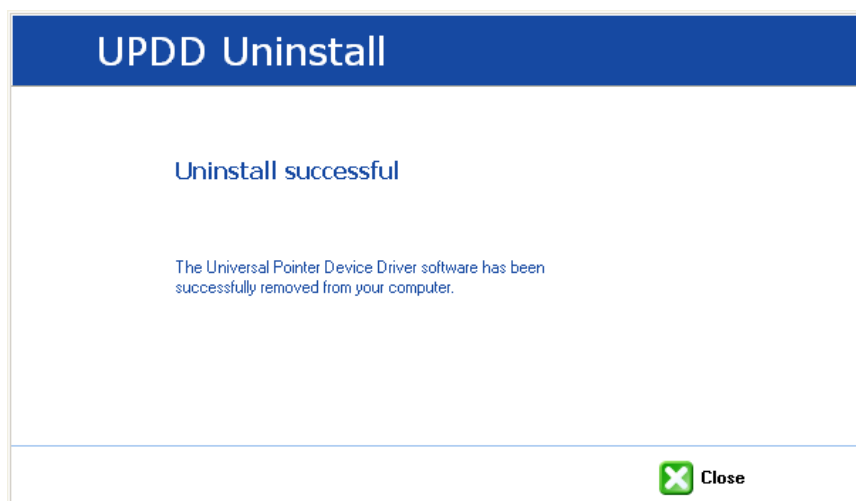 UPDD Uninstall
Uninstall successful
The Universal Pointer Device Driver software has been
successfully removed from your computer.
Close